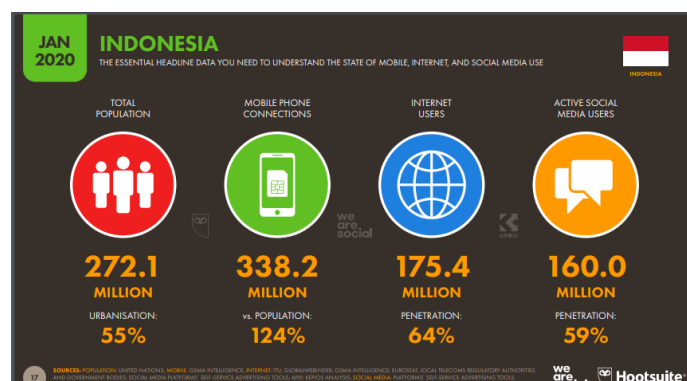 JAN
2020
INDONESIA
THE ESSENTIAL HEADLINE DATA YOU NEED TO UNDERSTAND THE STATE OF MOBILE, INTERNET, AND SOCIAL MEDIA USE
INDONESIA
TOTAL
POPULATION
MOBILE PHONE
CONNECTIONS
INTERNET
USERS
ACTIVE SOCIAL
MEDIA USERS
we
are
social
KEPIOS
272.1
MILLION
URBANISATION:
55%
338.2
MILLION
vs. POPULATION:
124%
175.4
MILLION
PENETRATION:
64%
160.0
MILLION
PENETRATION:
59%
17
SOURCES: POPULATION: UNITED NATIONS; MOBILE: GSMA INTELLIGENCE; INTERNET: ITU; GLOBALWEBINDEX; GSMA INTELLIGENCE; EUROSTAT; LOCAL TELECOMS REGULATORY AUTHORITIES
AND GOVERNMENT BODIES; SOCIAL MEDIA PLATFORMS' SELF-SERVICE ADVERTISING TOOLS; KEPIOS ANALYSIS; SOCIAL MEDIA: PLATFORMS' SELF-SERVICE ADVERTISING TOOLS;
we
are
Hootsuite